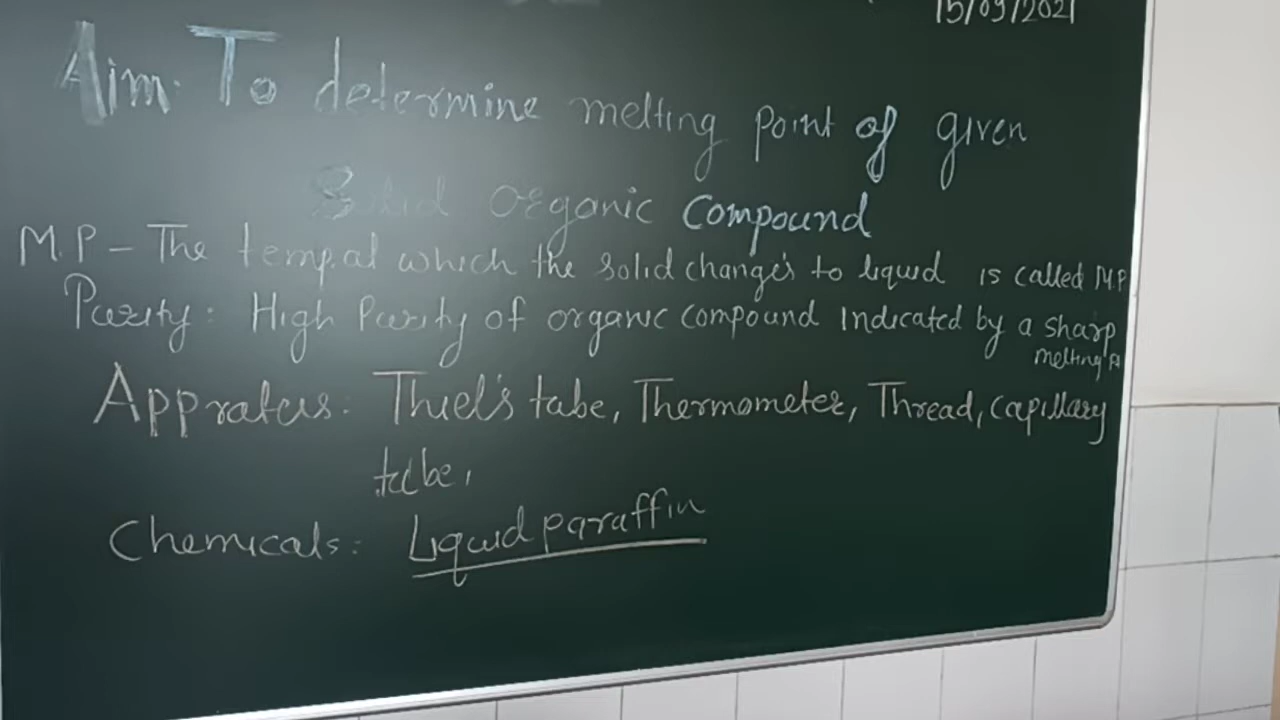 15/09/2021
Aim. To determine melting point of given
Solid organic compound
M.P - The temp.at which the solid changes to liquid is called M.P
Purity: High Purity of organic compound indicated by a sharp
melting Pt
Appratus. Thiel's tube, Thermometer, Thread, capillary
tube,
Chemicals: Liquid paraffin